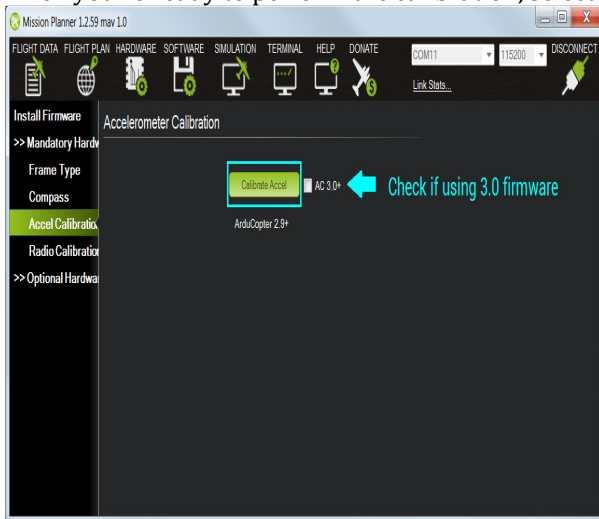 Mission Planner 1.2.59 mav 1.0
FLIGHT DATA FLIGHT PLAN HARDWARE SOFTWARE SIMULATION TERMINAL HELP DONATE COM11 115200 DISCONNECT
Link Stats...
Install Firmware
Accelerometer Calibration
>> Mandatory Hardw
Frame Type
Compass
Accel Calibratio
Radio Calibration
>> Optional Hardwa
Calibrate Accel AC 3.0+ Check if using 3.0 firmware
ArduCopter 2.9+